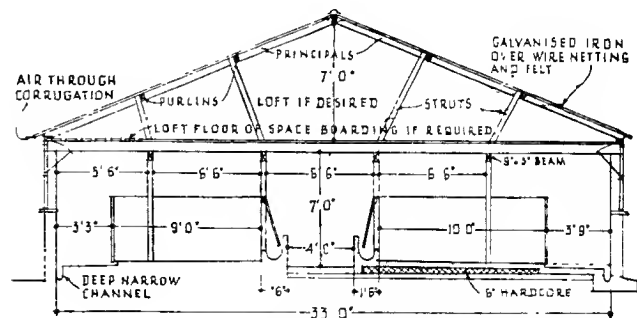 PRINCIPALS
7'.0"
GALVANISED IRON
OVER WIRE NETTING
AND FELT
AIR THROUGH
CORRUGATION
PURLINS
LOFT IF DESIRED
STRUTS
LOFT FLOOR OF SPACE BOARDING IF REQUIRED
5'6"
6'6"
6'6"
6'6"
BEAM
7'.0"
3'3"
9'.0"
4'.0"
10'.0"
3'9"
DEEP NARROW
CHANNEL
1'6"
6" HARDCORE
33'.0"